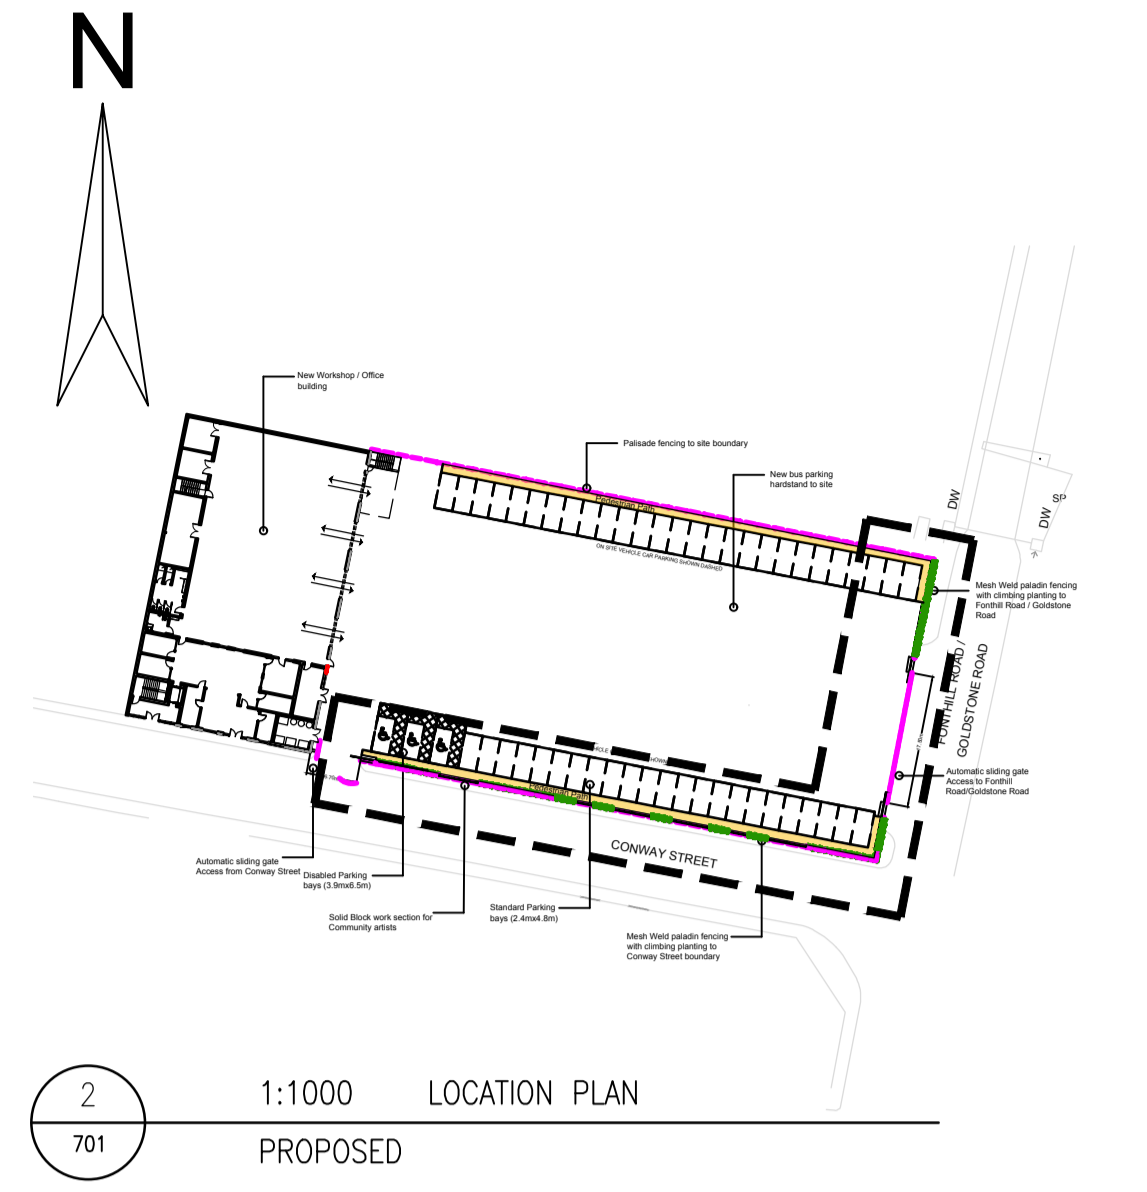 N
New Workshop / Office
building
Palisade fencing to site boundary
New bus parking
hardstand to site
Pedestrian Path
ON SITE VEHICLE CAR PARKING SHOWN DASHED
DW
SP
DW
Mesh Weld paladin fencing
with climbing planting to
Fonthill Road / Goldstone
Road
FONTHILL ROAD /
GOLDSTONE ROAD
Automatic sliding gate
Access to Fonthill
Road/Goldstone Road
Pedestrian Path
CONWAY STREET
Automatic sliding gate
Access from Conway Street
Disabled Parking
bays (3.9mx6.5m)
Solid Block work section for
Community artists
Standard Parking
bays (2.4mx4.8m)
Mesh Weld paladin fencing
with climbing planting to
Conway Street boundary
2
701
1:1000 LOCATION PLAN
PROPOSED